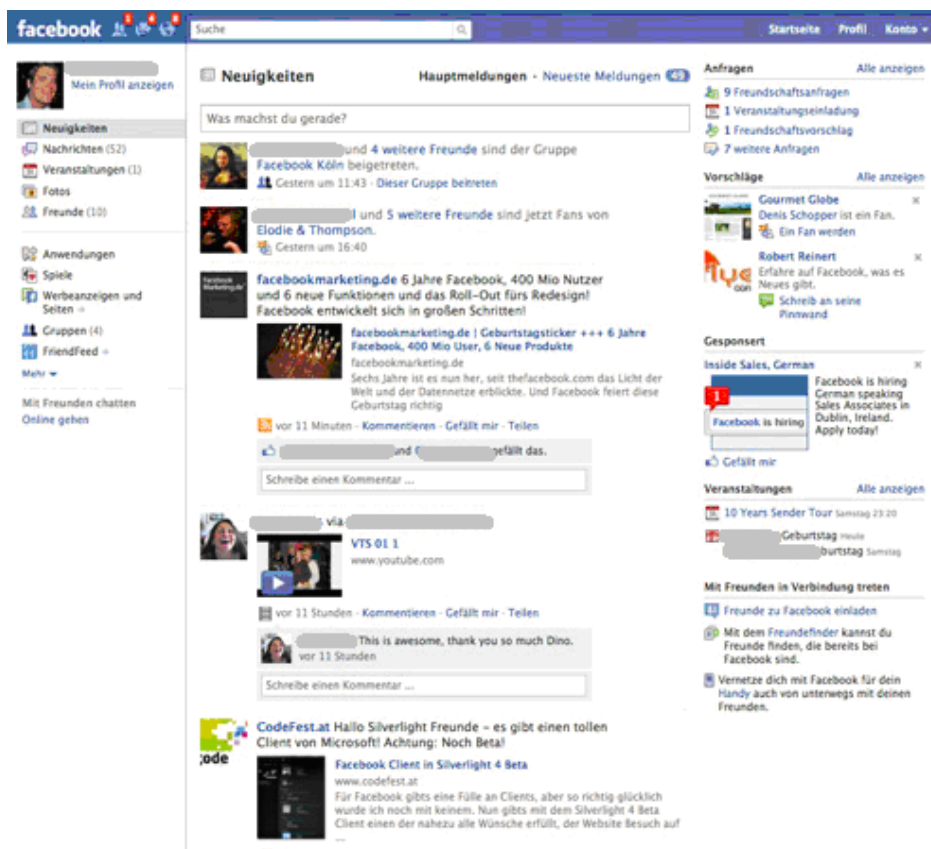 facebook
1 4 8
Suche
Startseite Profil Konto
Mein Profil anzeigen
Neuigkeiten
Nachrichten (52)
Veranstaltungen (1)
Fotos
Freunde (10)
Anwendungen
Spiele
Werbeanzeigen und
Seiten
Gruppen (4)
FriendFeed
Mehr
Mit Freunden chatten
Online gehen
Neuigkeiten
Hauptmeldungen · Neueste Meldungen 49
Was machst du gerade?
und 4 weitere Freunde sind der Gruppe
Facebook Köln beigetreten.
Gestern um 11:43 · Dieser Gruppe beitreten
l und 5 weitere Freunde sind jetzt Fans von
Elodie & Thompson.
Gestern um 16:40
facebookmarketing.de 6 Jahre Facebook, 400 Mio Nutzer
und 6 neue Funktionen und das Roll-Out fürs Redesign!
Facebook entwickelt sich in großen Schritten!
facebookmarketing.de | Geburtstagsticker +++ 6 Jahre
Facebook, 400 Mio User, 6 Neue Produkte
facebookmarketing.de
Sechs Jahre ist es nun her, seit thefacebook.com das Licht der
Welt und der Datennetze erblickte. Und Facebook feiert diese
Geburtstag richtig
vor 11 Minuten · Kommentieren · Gefällt mir · Teilen
und gefällt das.
Schreibe einen Kommentar ...
via
VTS 01 1
www.youtube.com
vor 11 Stunden · Kommentieren · Gefällt mir · Teilen
This is awesome, thank you so much Dino.
vor 11 Stunden
Schreibe einen Kommentar ...
code
CodeFest.at Hallo Silverlight Freunde – es gibt einen tollen
Client von Microsoft! Achtung: Noch Beta!
Facebook Client in Silverlight 4 Beta
www.codefest.at
Für Facebook gibts eine Fülle an Clients, aber so richtig glücklich
wurde ich noch mit keinem. Nun gibts mit dem Silverlight 4 Beta
Client einen der nahezu alle Wünsche erfüllt, der Website Besuch auf
...
Anfragen Alle anzeigen
9 Freundschaftsanfragen
1 Veranstaltungseinladung
1 Freundschaftsvorschlag
7 weitere Anfragen
Vorschläge Alle anzeigen
Gourmet Globe
Denis Schopper ist ein Fan.
Ein Fan werden
Robert Reinert
Erfahre auf Facebook, was es
Neues gibt.
Schreib an seine
Pinnwand
Gesponsert
Inside Sales, German
1
Facebook is hiring
Facebook is hiring
German speaking
Sales Associates in
Dublin, Ireland.
Apply today!
Gefällt mir
Veranstaltungen Alle anzeigen
10 Years Sender Tour Samstag 23:20
Geburtstag Heute
burtstag Samstag
Mit Freunden in Verbindung treten
Freunde zu Facebook einladen
Mit dem Freundefinder kannst du
Freunde finden, die bereits bei
Facebook sind.
Vernetze dich mit Facebook für dein
Handy auch von unterwegs mit deinen
Freunden.